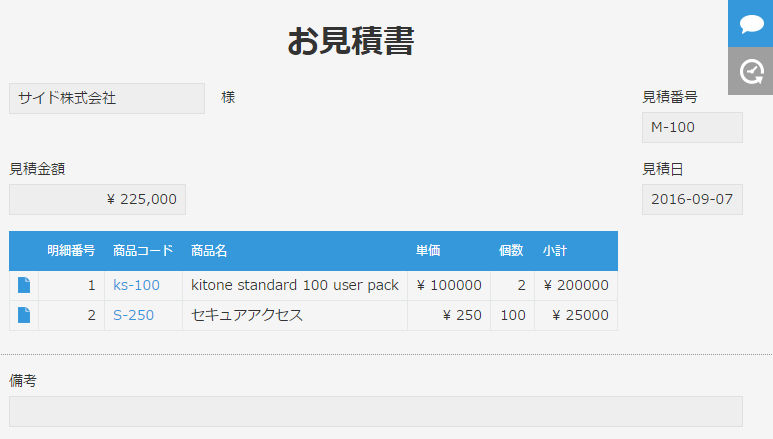 お見積書
サイド株式会社 様
見積番号
M-100
見積金額
見積日
¥ 225,000
2016-09-07
明細番号 商品コード 商品名 単価 個数 小計
1 ks-100 kitone standard 100 user pack ¥ 100000 2 ¥ 200000
2 S-250 セキュアアクセス ¥ 250 100 ¥ 25000
備考